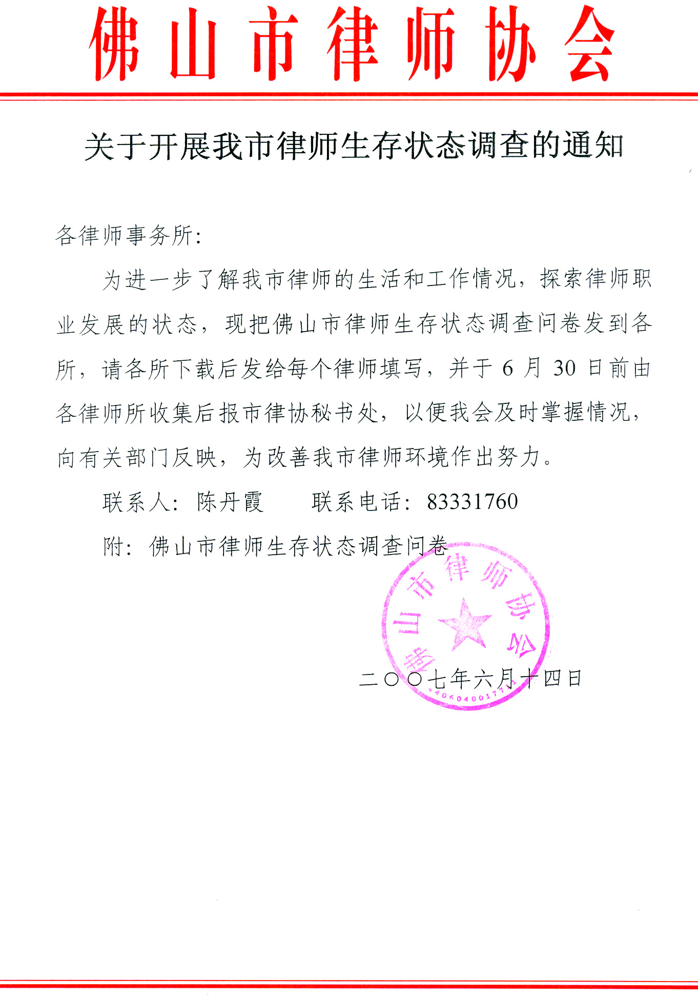 佛山市律师协会
关于开展我市律师生存状态调查的通知
各律师事务所：
为进一步了解我市律师的生活和工作情况，探索律师职
业发展的状态，现把佛山市律师生存状态调查问卷发到各
所，请各所下载后发给每个律师填写，并于 6 月 30 日前由
各律师所收集后报市律协秘书处，以便我会及时掌握情况，
向有关部门反映，为改善我市律师环境作出努力。
联系人：陈丹霞　　联系电话：83331760
附：佛山市律师生存状态调查问卷
佛山市律师协会
二〇〇七年六月十四日
4406040017711